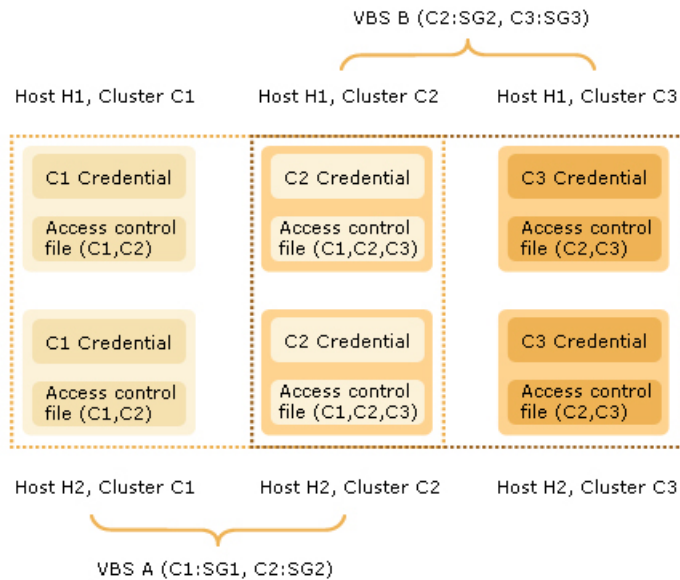 VBS B (C2:SG2, C3:SG3)
Host H1, Cluster C1
Host H1, Cluster C2
Host H1, Cluster C3
C1 Credential
C2 Credential
C3 Credential
Access control
file (C1,C2)
Access control
file (C1,C2,C3)
Access control
file (C2,C3)
C1 Credential
C2 Credential
C3 Credential
Access control
file (C1,C2)
Access control
file (C1,C2,C3)
Access control
file (C2,C3)
Host H2, Cluster C1
Host H2, Cluster C2
Host H2, Cluster C3
VBS A (C1:SG1, C2:SG2)